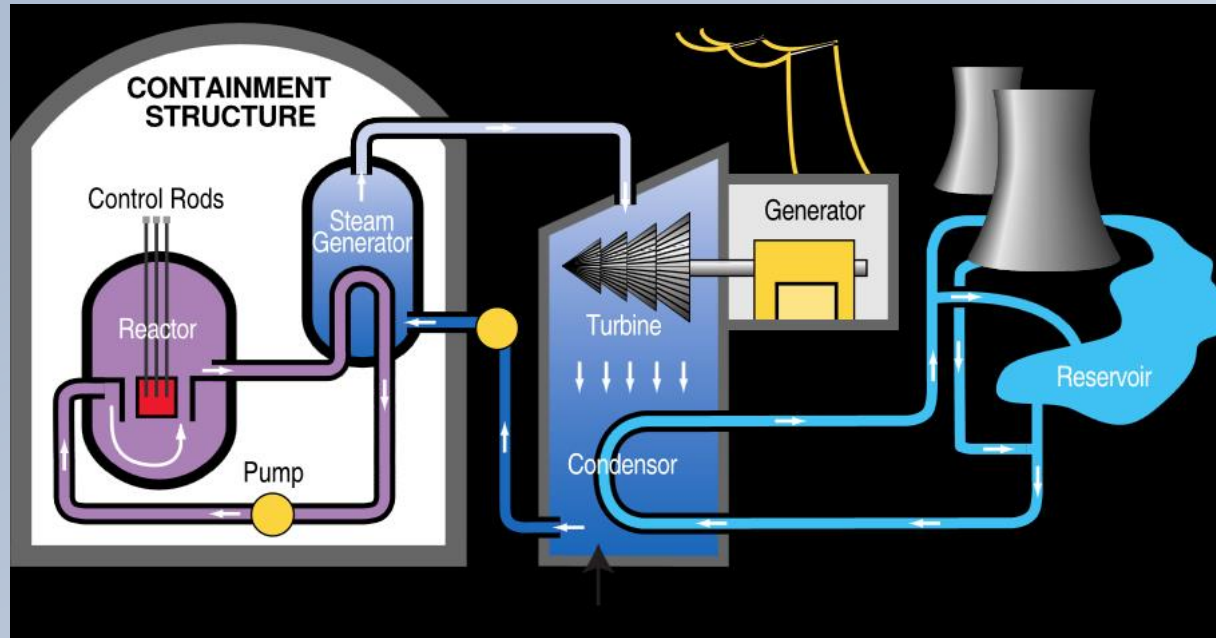 CONTAINMENT
STRUCTURE
Control Rods
Steam
Generator
Reactor
Pump
Turbine
Generator
Condensor
Reservoir